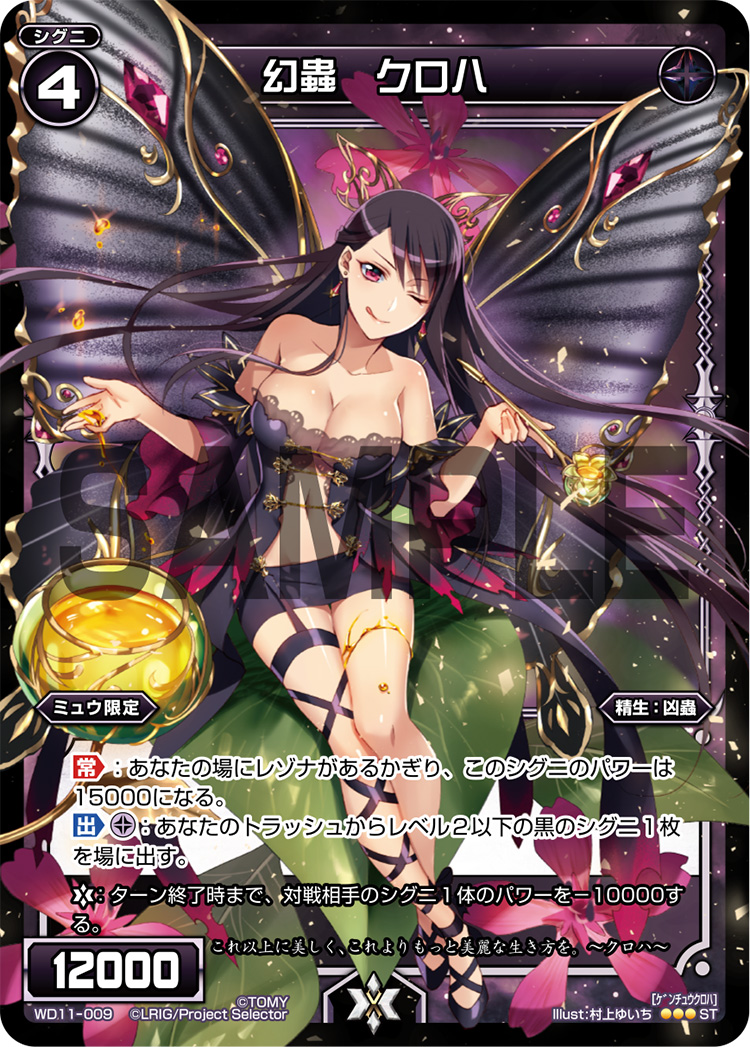 シグニ
4
幻蟲 クロハ
SAMPLE
ミュウ限定
精生：凶蟲
常：あなたの場にレゾナがあるかぎり、このシグニのパワーは
15000になる。
出：あなたのトラッシュからレベル２以下の黒のシグニ１枚
を場に出す。
：ターン終了時まで、対戦相手のシグニ１体のパワーを－10000す
る。
これ以上に美しく、これよりもっと美麗な生き方を。～クロハ～
12000
[ゲンチュウクロハ]
WD11-009 ©LRIG/Project Selector
©TOMY
Illust：村上ゆいち ST